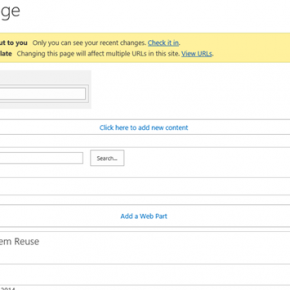 ge
ut to you Only you can see your recent changes. Check it in.
late Changing this page will affect multiple URLs in this site. View URLs.
Click here to add new content
Search...
Add a Web Part
em Reuse
2014